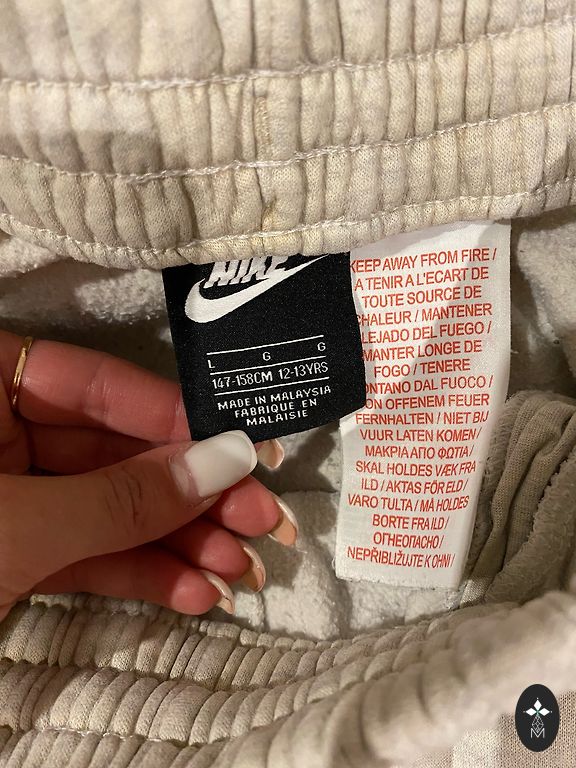 NIKE
L G G
147-158CM 12-13YRS
MADE IN MALAYSIA
FABRIQUE EN
MALAISIE
KEEP AWAY FROM FIRE /
A TENIR A L'ECART DE
TOUTE SOURCE DE
CHALEUR / MANTENER
LEJADO DEL FUEGO /
MANTER LONGE DE
FOGO / TENERE
ONTANO DAL FUOCO /
ON OFFENEM FEUER
FERNHALTEN / NIET BIJ
VUUR LATEN KOMEN /
ΜΑΚΡΙΑ ΑΠΟ ΦΩΤΙΑ /
SKAL HOLDES VÆK FRA
ILD / AKTAS FÖR ELD /
VARO TULTA / MÅ HOLDES
BORTE FRA ILD /
ОГНЕОПАСНО /
NEPŘIBLIŽUJTE K OHNI /
M